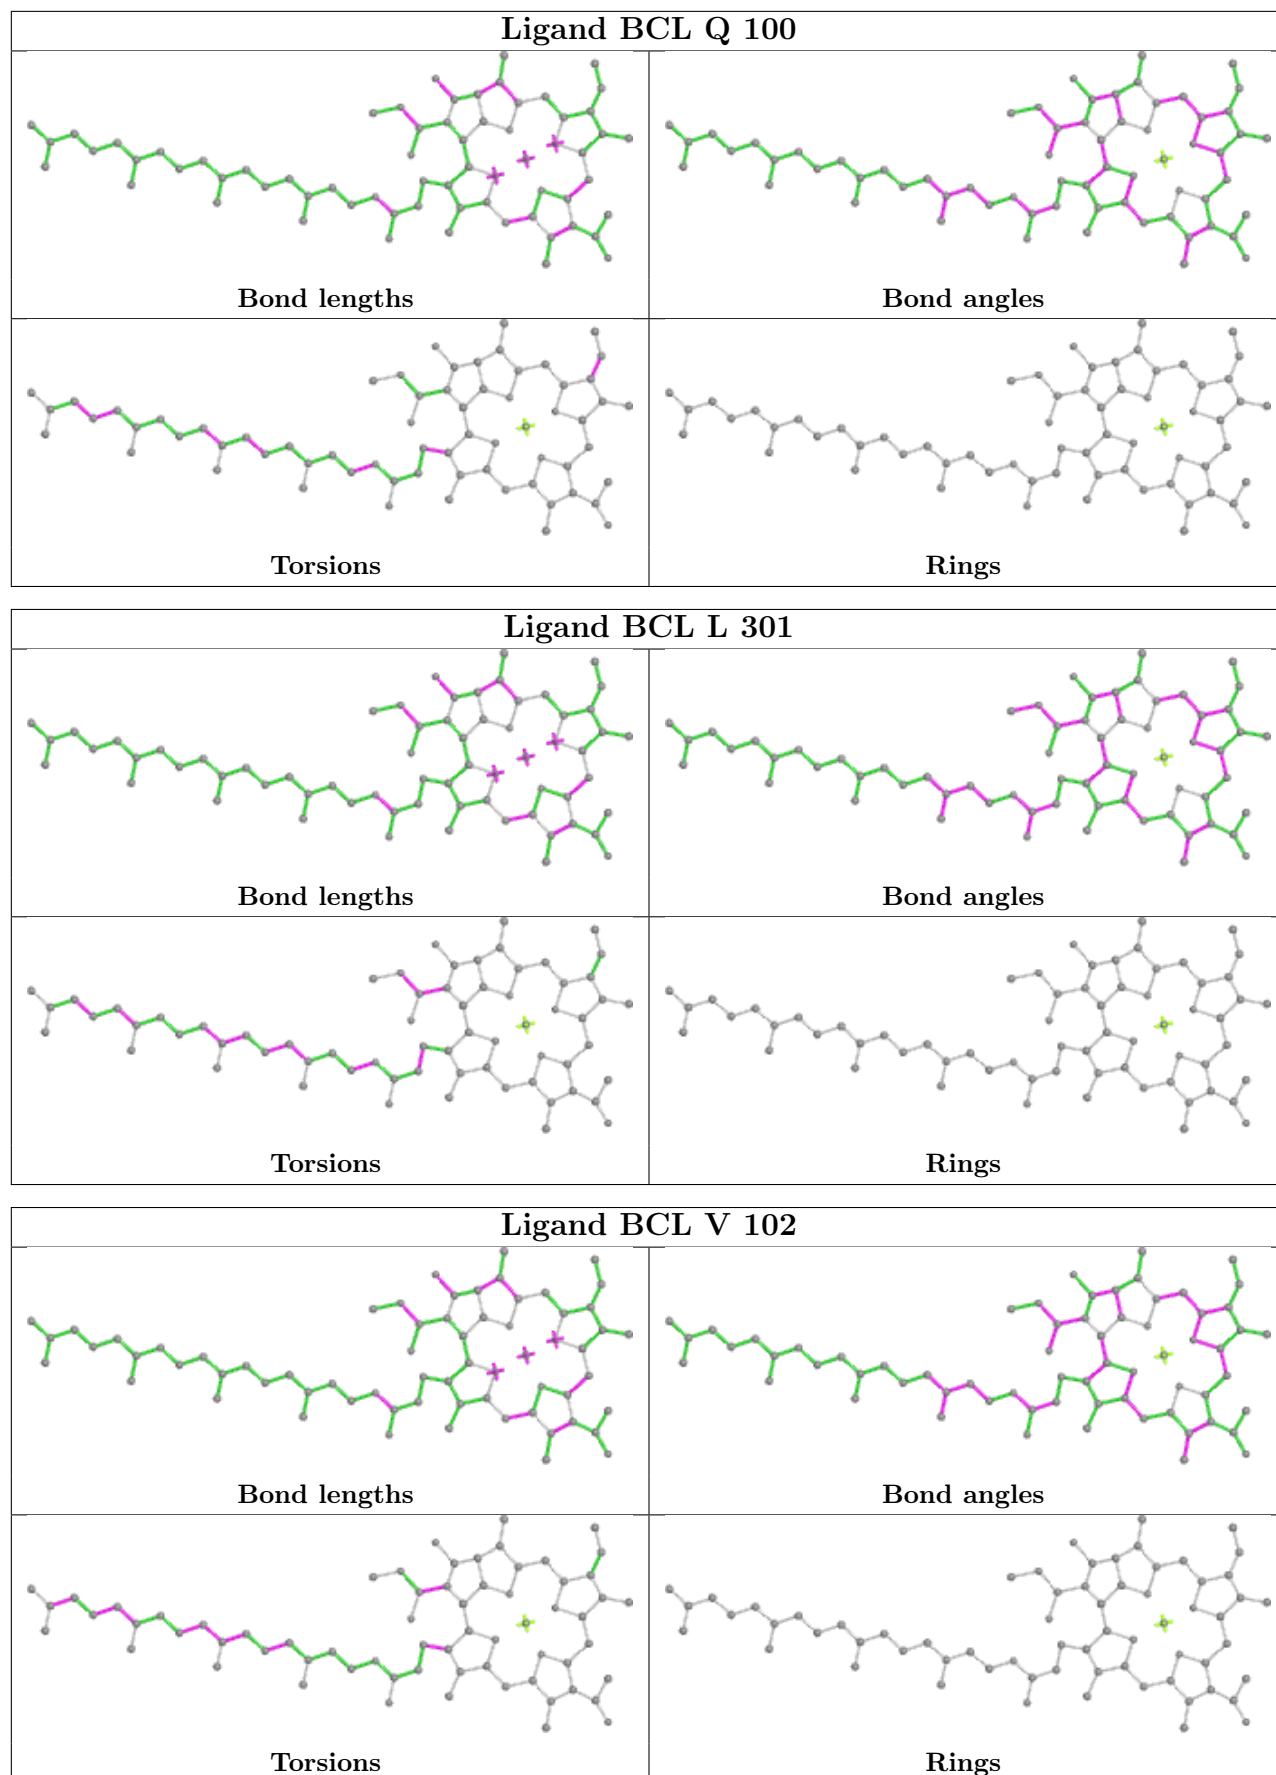 Ligand BCL Q 100
Bond lengths Bond angles
Torsions Rings
Ligand BCL L 301
Bond lengths Bond angles
Torsions Rings
Ligand BCL V 102
Bond lengths Bond angles
Torsions Rings